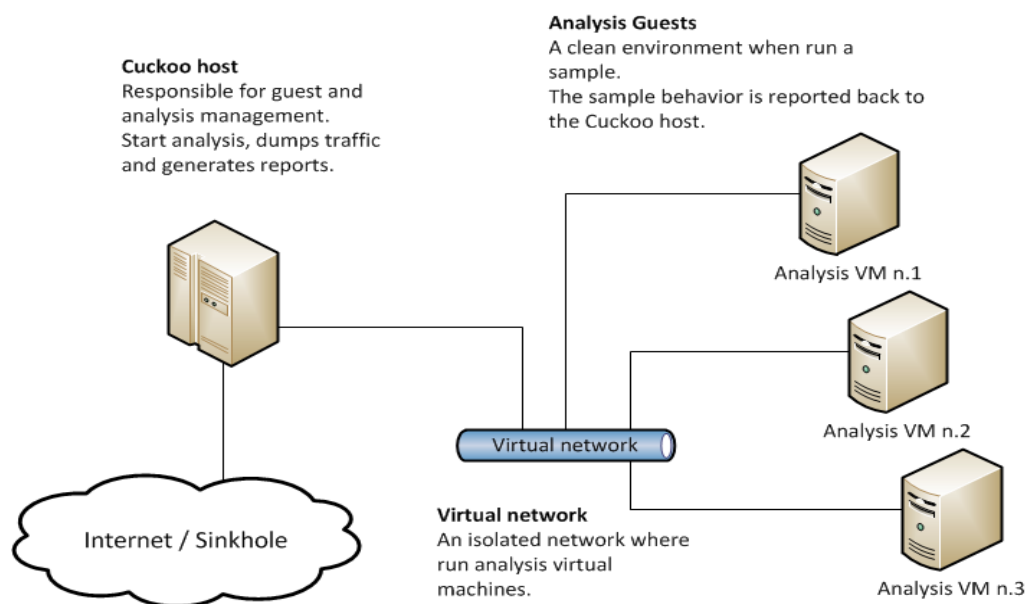 Cuckoo host
Responsible for guest and
analysis management.
Start analysis, dumps traffic
and generates reports.
Analysis Guests
A clean environment when run a
sample.
The sample behavior is reported back to
the Cuckoo host.
Analysis VM n.1
Analysis VM n.2
Virtual network
Internet / Sinkhole
Virtual network
An isolated network where
run analysis virtual
machines.
Analysis VM n.3